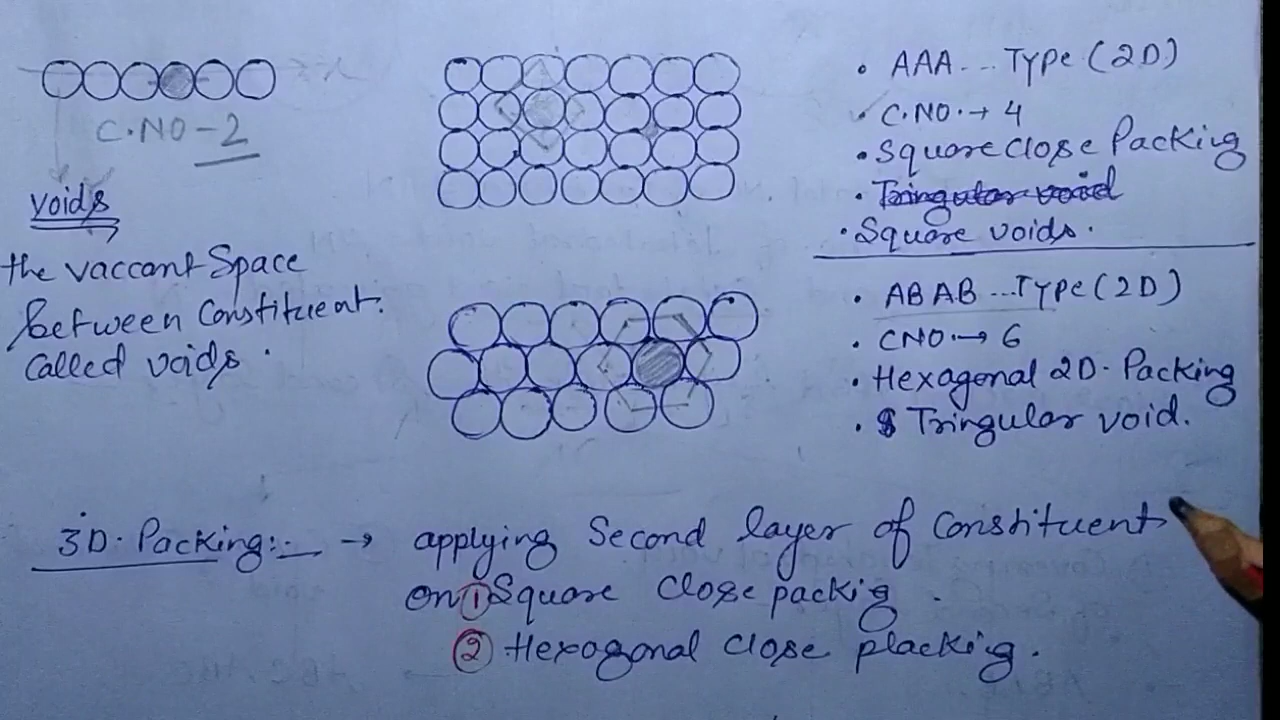 C.NO-2
voids
the vaccant Space
between Constituent.
Called voids.
• AAA...Type (2D)
C.NO.→ 4
• Square Close Packing
• Tringular void
• Square voids.
• ABAB...Type (2D)
• CNO.→ 6
• Hexagonal 2D. Packing
• Tringular void.
3D. Packing:- → applying Second layer of Constituent
on ① Square Close packig.
② Hexogonal Close placking.